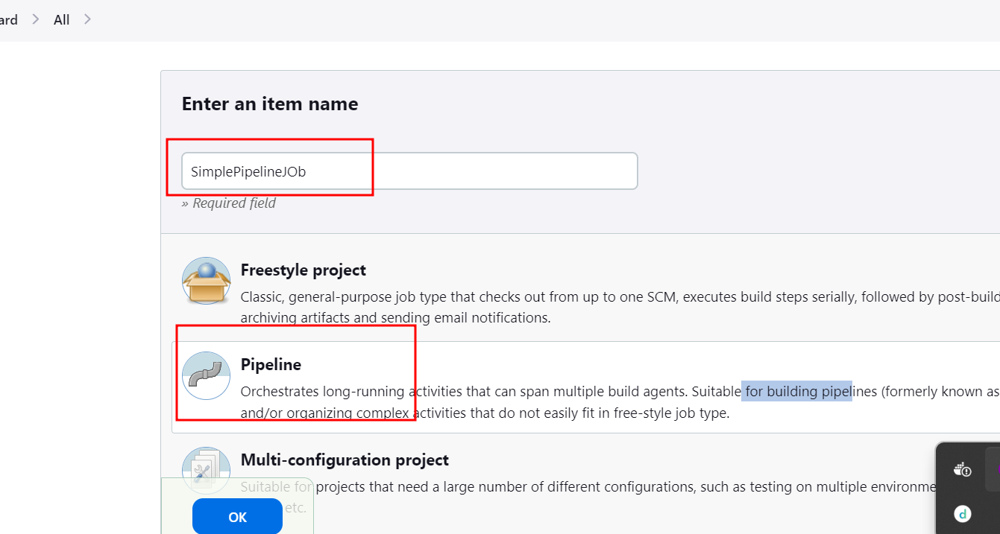 ard > All >
Enter an item name
SimplePipelineJOb
» Required field
Freestyle project
Classic, general-purpose job type that checks out from up to one SCM, executes build steps serially, followed by post-build
archiving artifacts and sending email notifications.
Pipeline
Orchestrates long-running activities that can span multiple build agents. Suitable for building pipelines (formerly known as
and/or organizing complex activities that do not easily fit in free-style job type.
Multi-configuration project
Suitable for projects that need a large number of different configurations, such as testing on multiple environme
etc.
OK
d